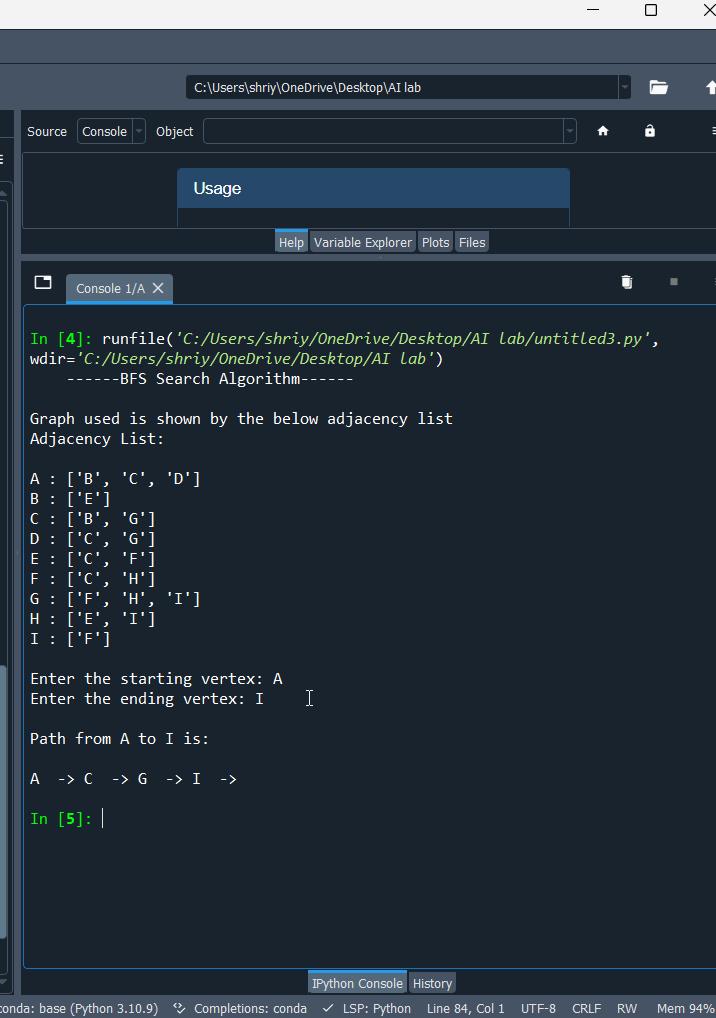 C:\Users\shriy\OneDrive\Desktop\AI lab
Source Console Object
Usage
Help Variable Explorer Plots Files
Console 1/A
In [4]: runfile('C:/Users/shriy/OneDrive/Desktop/AI lab/untitled3.py',
wdir='C:/Users/shriy/OneDrive/Desktop/AI lab')
------BFS Search Algorithm------
Graph used is shown by the below adjacency list
Adjacency List:
A : ['B', 'C', 'D']
B : ['E']
C : ['B', 'G']
D : ['C', 'G']
E : ['C', 'F']
F : ['C', 'H']
G : ['F', 'H', 'I']
H : ['E', 'I']
I : ['F']
Enter the starting vertex: A
Enter the ending vertex: I
Path from A to I is:
A -> C -> G -> I ->
In [5]:
IPython Console History
conda: base (Python 3.10.9) Completions: conda LSP: Python Line 84, Col 1 UTF-8 CRLF RW Mem 94%